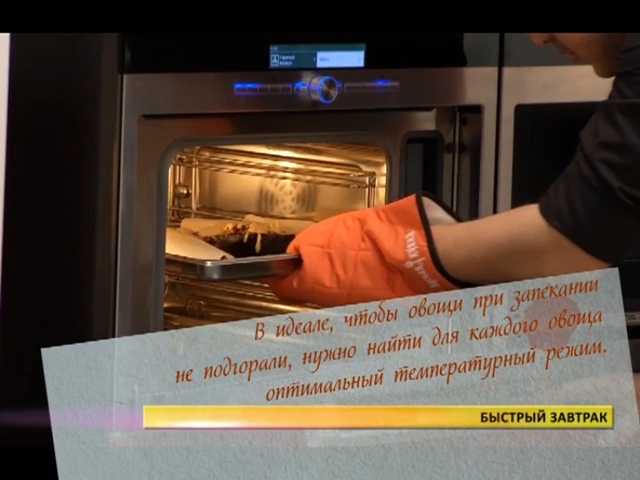 В идеале, чтобы овощи при запекании
не подгорали, нужно найти для каждого овоща
оптимальный температурный режим.
БЫСТРЫЙ ЗАВТРАК